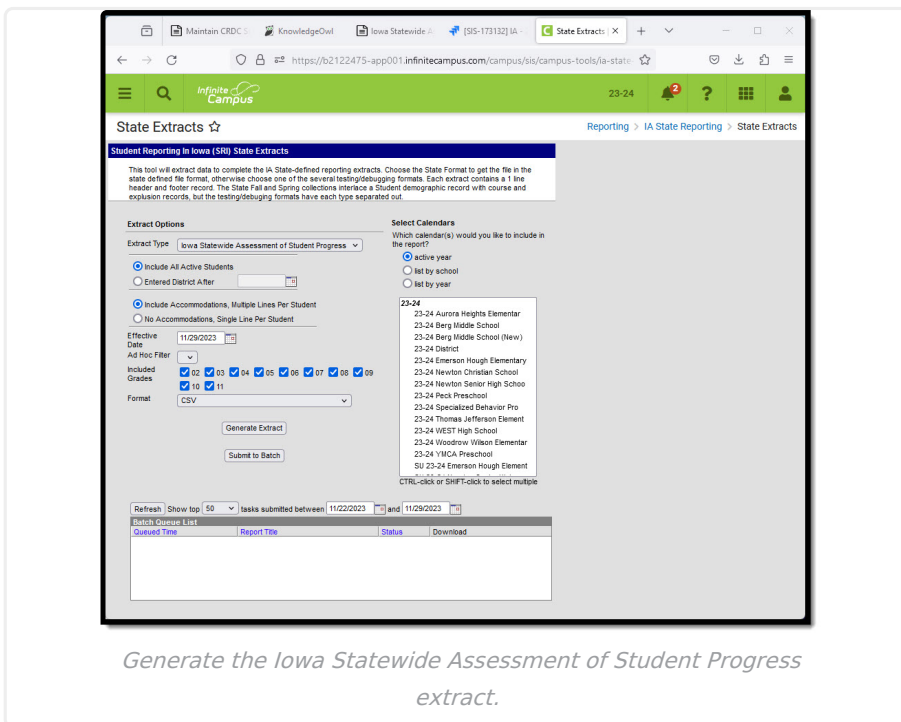 Maintain CRDC S
KnowledgeOwl
Iowa Statewide A
[SIS-173132] IA -
State Extracts |
https://b2122475-app001.infinitecampus.com/campus/sis/campus-tools/ia-state-
Infinite Campus
23-24
2
?
State Extracts
Reporting > IA State Reporting > State Extracts
Student Reporting In Iowa (SRI) State Extracts
This tool will extract data to complete the IA State-defined reporting extracts. Choose the State Format to get the file in the
state defined file format, otherwise choose one of the several testing/debugging formats. Each extract contains a 1 line
header and footer record. The State Fall and Spring collections interlace a Student demographic record with course and
explusion records, but the testing/debuging formats have each type separated out.
Extract Options
Extract Type Iowa Statewide Assessment of Student Progress
Include All Active Students
Entered District After
Include Accommodations, Multiple Lines Per Student
No Accommodations, Single Line Per Student
Effective Date 11/29/2023
Ad Hoc Filter
Included Grades 02 03 04 05 06 07 08 09
10 11
Format CSV
Generate Extract
Submit to Batch
Select Calendars
Which calendar(s) would you like to include in
the report?
active year
list by school
list by year
23-24
23-24 Aurora Heights Elementar
23-24 Berg Middle School
23-24 Berg Middle School (New)
23-24 District
23-24 Emerson Hough Elementary
23-24 Newton Christian School
23-24 Newton Senior High Schoo
23-24 Peck Preschool
23-24 Specialized Behavior Pro
23-24 Thomas Jefferson Element
23-24 WEST High School
23-24 Woodrow Wilson Elementar
23-24 YMCA Preschool
SU 23-24 Emerson Hough Element
CTRL-click or SHIFT-click to select multiple
Refresh Show top 50 tasks submitted between 11/22/2023 and 11/29/2023
Batch Queue List
Queued Time Report Title Status Download
Generate the Iowa Statewide Assessment of Student Progress
extract.